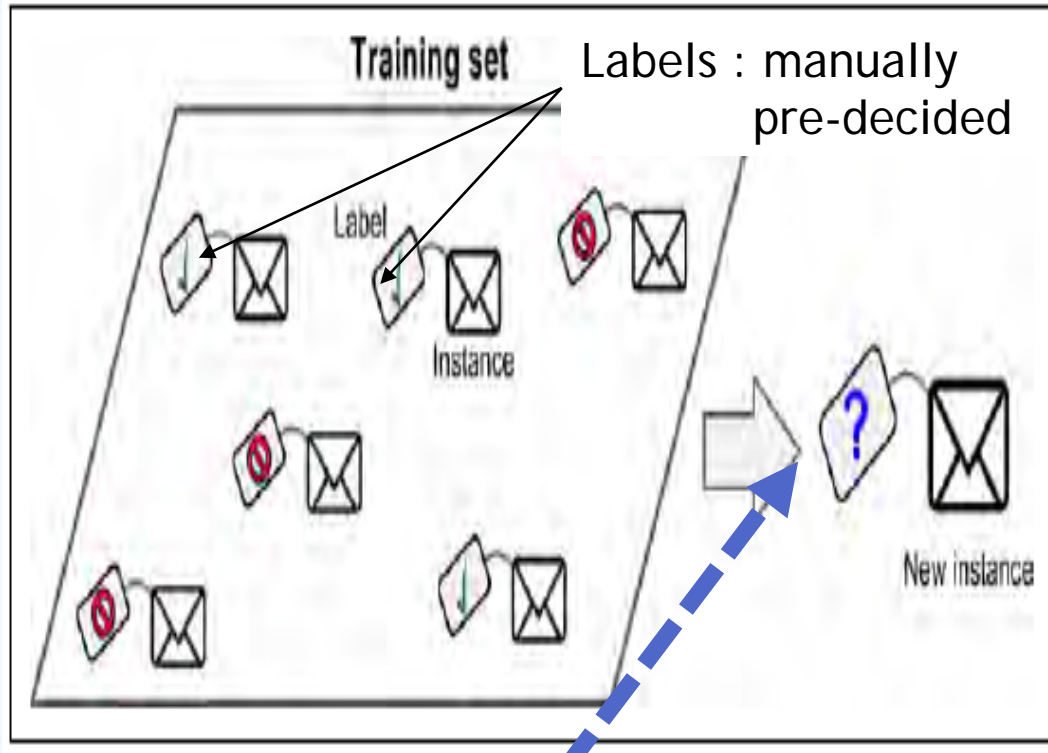 Training set
Labels : manually
pre-decided
Label
Instance
?
New instance